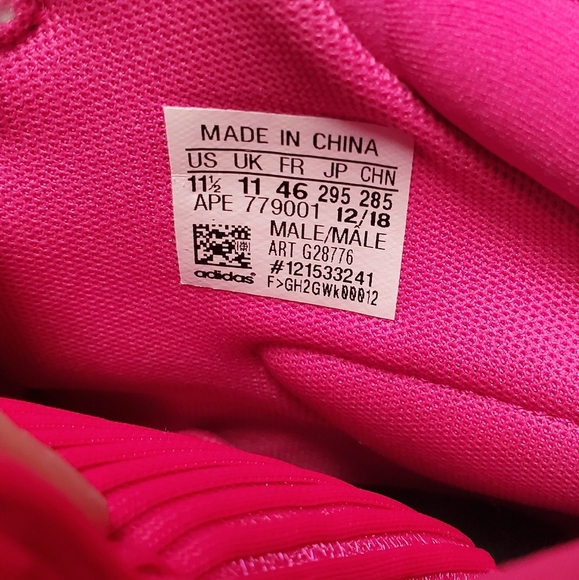 MADE IN CHINA
US UK FR JP CHN
11½ 11 46 295 285
APE 779001 12/18
MALE/MÂLE
ART G28776
#121533241
adidas®
F>GH2GWk00012